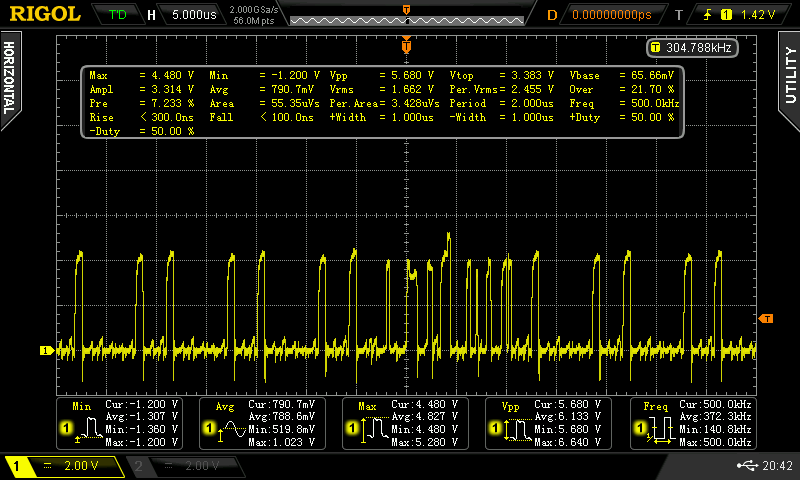 RIGOL T'D H 5.000us 2.000GSa/s 56.0M pts D 0.00000000ps T 1 1.42 V
HORIZONTAL
UTILITY
T 304.788kHz
Max = 4.480 V Min = -1.200 V Vpp = 5.680 V Vtop = 3.383 V Vbase = 65.66mV
Ampl = 3.314 V Avg = 790.7mV Vrms = 1.662 V Per.Vrms= 2.455 V Over = 21.70 %
Pre = 7.233 % Area = 55.35uVs Per.Area= 3.428uVs Period = 2.000us Freq = 500.0kHz
Rise < 300.0ns Fall < 100.0ns +Width = 1.000us -Width = 1.000us +Duty = 50.00 %
-Duty = 50.00 %
T
1
T
Min Cur:-1.200 V
Avg:-1.307 V
1 Min:-1.360 V
Max:-1.200 V
Avg Cur:790.7mV
Avg:788.6mV
1 Min:519.8mV
Max:1.023 V
Max Cur:4.480 V
Avg:4.827 V
1 Min:4.480 V
Max:5.280 V
Vpp Cur:5.680 V
Avg:6.133 V
1 Min:5.680 V
Max:6.640 V
Freq Cur:500.0kHz
Avg:372.3kHz
1 Min:140.8kHz
Max:500.0kHz
1 = 2.00 V 2 = 2.00 V 20:42